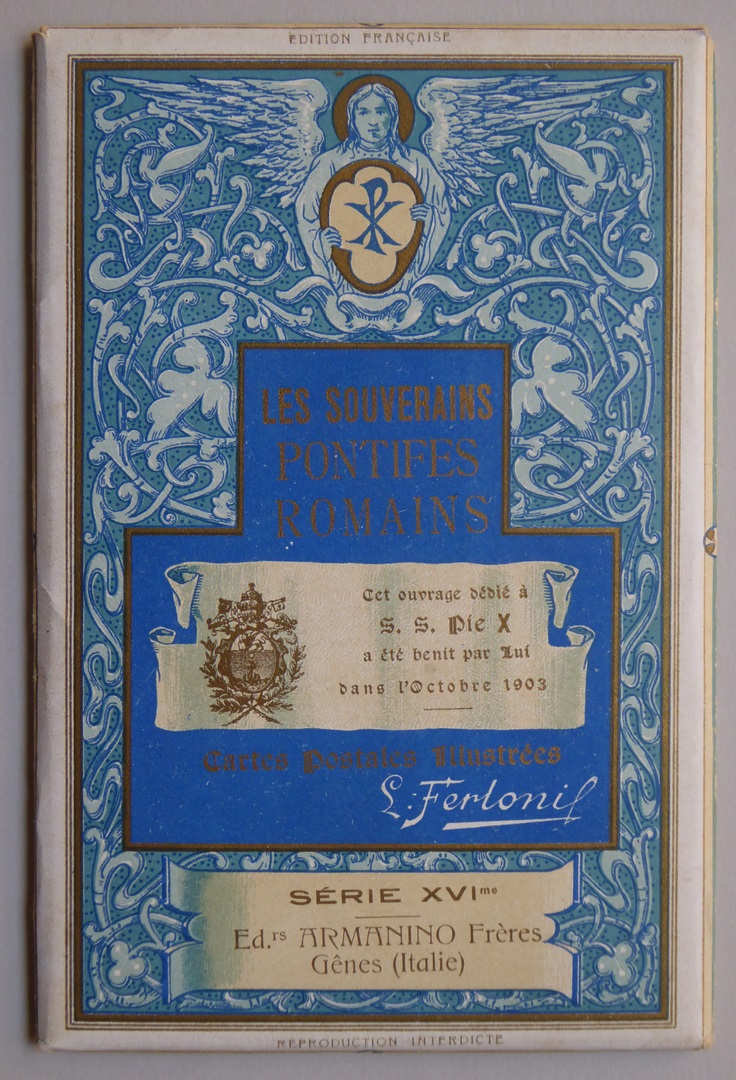 EDITION FRANÇAISE
LES SOUVERAINS
PONTIFES
ROMAINS
Cet ouvrage dédié à
S. S. Pie X
a été benit par Lui
dans l'Octobre 1903
Cartes Postales Illustrées
L. Ferloni
SÉRIE XVIme
Ed.rs ARMANINO Frères
Gênes (Italie)
REPRODUCTION INTERDICTE